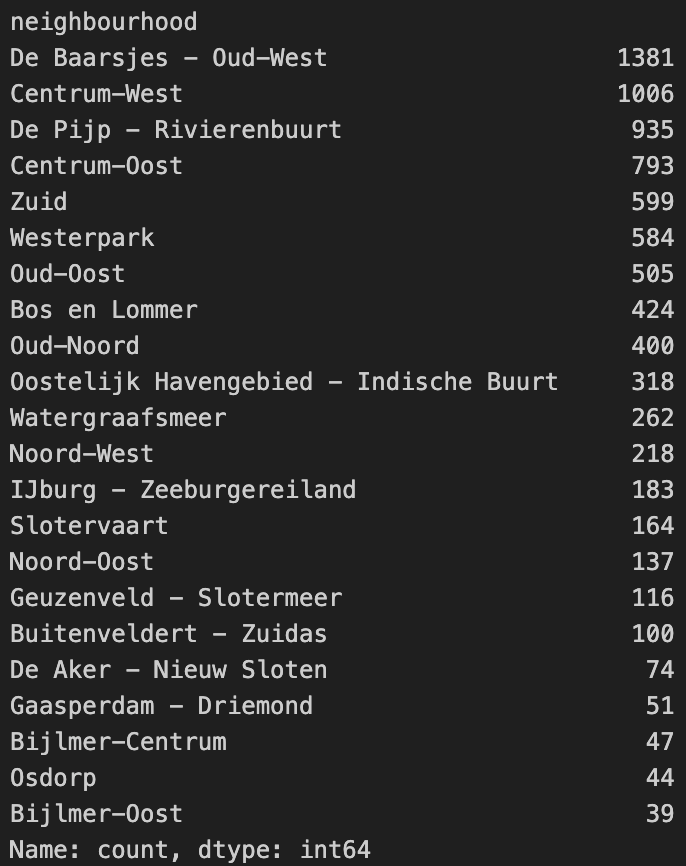 neighbourhood
De Baarsjes - Oud-West 1381
Centrum-West 1006
De Pijp - Rivierenbuurt 935
Centrum-Oost 793
Zuid 599
Westerpark 584
Oud-Oost 505
Bos en Lommer 424
Oud-Noord 400
Oostelijk Havengebied - Indische Buurt 318
Watergraafsmeer 262
Noord-West 218
IJburg - Zeeburgereiland 183
Slotervaart 164
Noord-Oost 137
Geuzenveld - Slotermeer 116
Buitenveldert - Zuidas 100
De Aker - Nieuw Sloten 74
Gaasperdam - Driemond 51
Bijlmer-Centrum 47
Osdorp 44
Bijlmer-Oost 39
Name: count, dtype: int64